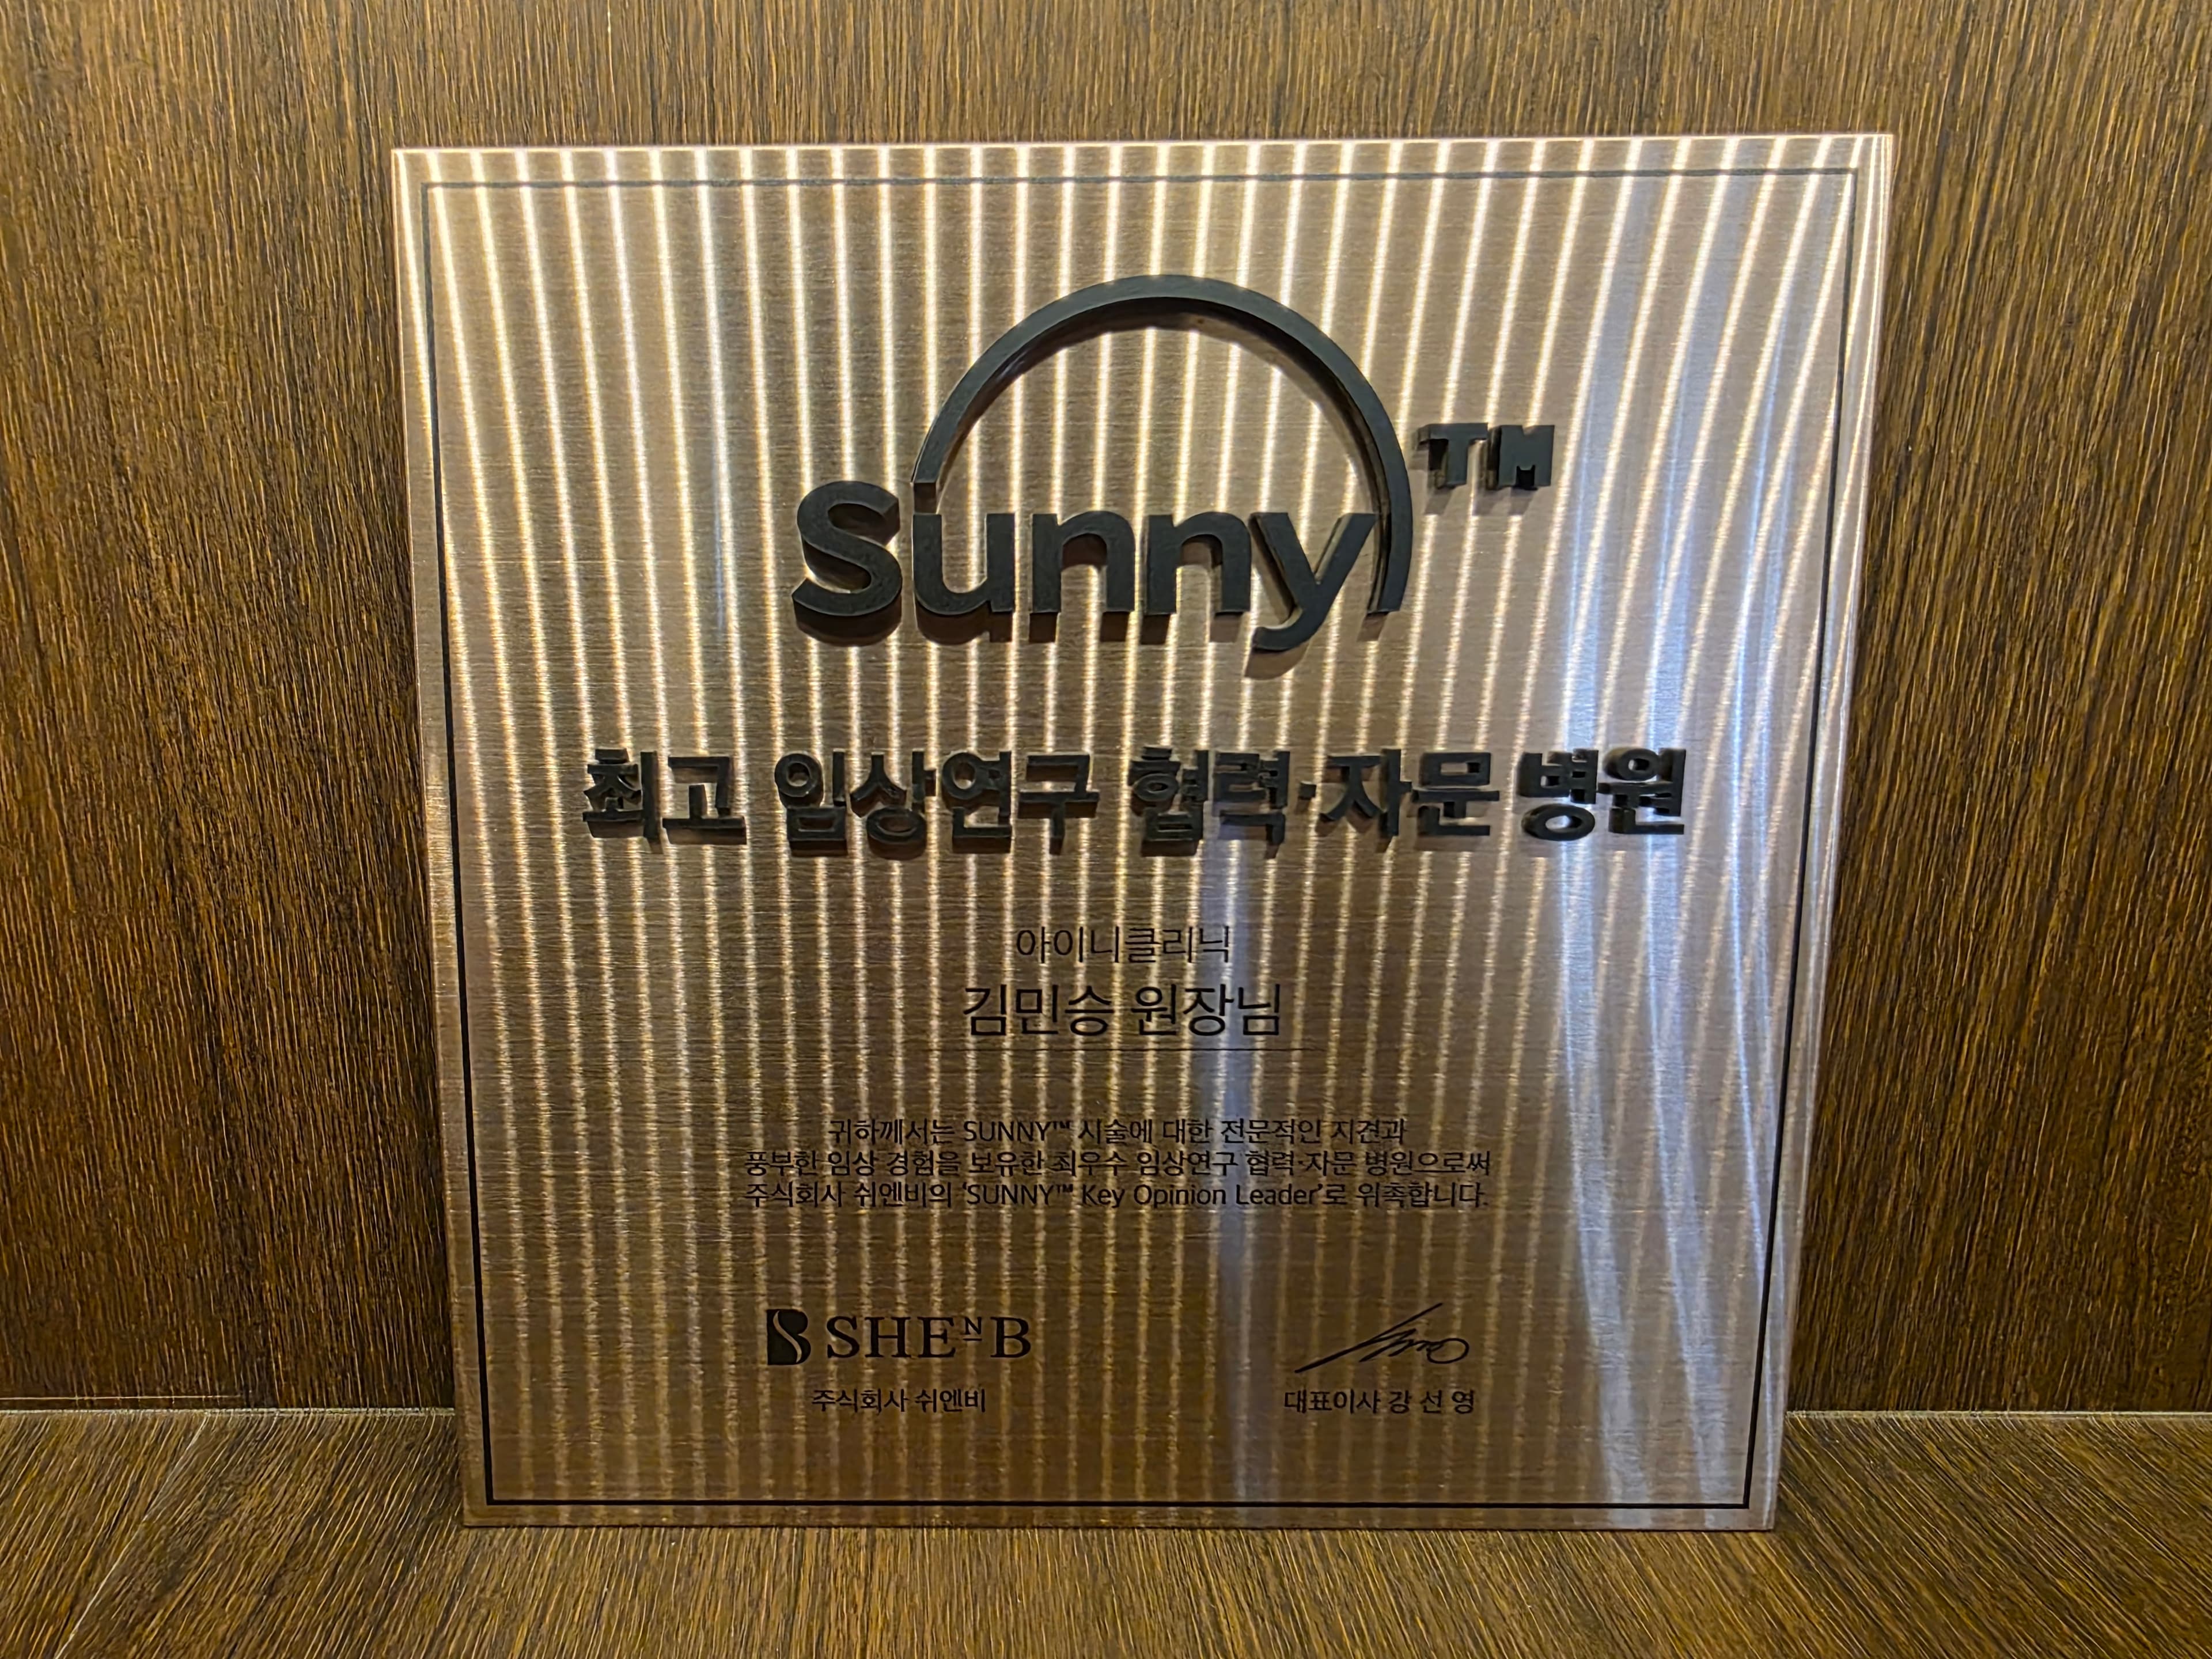 Sunny™
최고 임상연구 협력·자문 병원
아이니클리닉
김민승 원장님
귀하께서는 SUNNY™ 시술에 대한 전문적인 지견과
풍부한 임상 경험을 보유한 최우수 임상연구 협력·자문 병원으로써
주식회사 쉬엔비의 ‘SUNNY™ Key Opinion Leader’로 위촉합니다.
SHEᴺB
주식회사 쉬엔비
대표이사 강 선 영